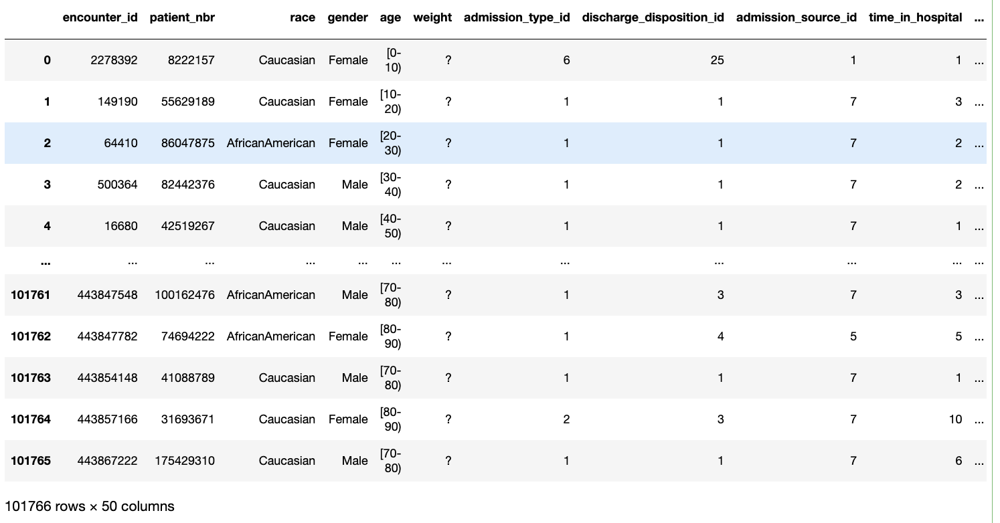 encounter_id patient_nbr race gender age weight admission_type_id discharge_disposition_id admission_source_id time_in_hospital ...
0 2278392 8222157 Caucasian Female [0-10) ? 6 25 1 1 ...
1 149190 55629189 Caucasian Female [10-20) ? 1 1 7 3 ...
2 64410 86047875 AfricanAmerican Female [20-30) ? 1 1 7 2 ...
3 500364 82442376 Caucasian Male [30-40) ? 1 1 7 2 ...
4 16680 42519267 Caucasian Male [40-50) ? 1 1 7 1 ...
... ... ... ... ... ... ... ... ... ... ... ...
101761 443847548 100162476 AfricanAmerican Male [70-80) ? 1 3 7 3 ...
101762 443847782 74694222 AfricanAmerican Female [80-90) ? 1 4 5 5 ...
101763 443854148 41088789 Caucasian Male [70-80) ? 1 1 7 1 ...
101764 443857166 31693671 Caucasian Female [80-90) ? 2 3 7 10 ...
101765 443867222 175429310 Caucasian Male [70-80) ? 1 1 7 6 ...
101766 rows × 50 columns